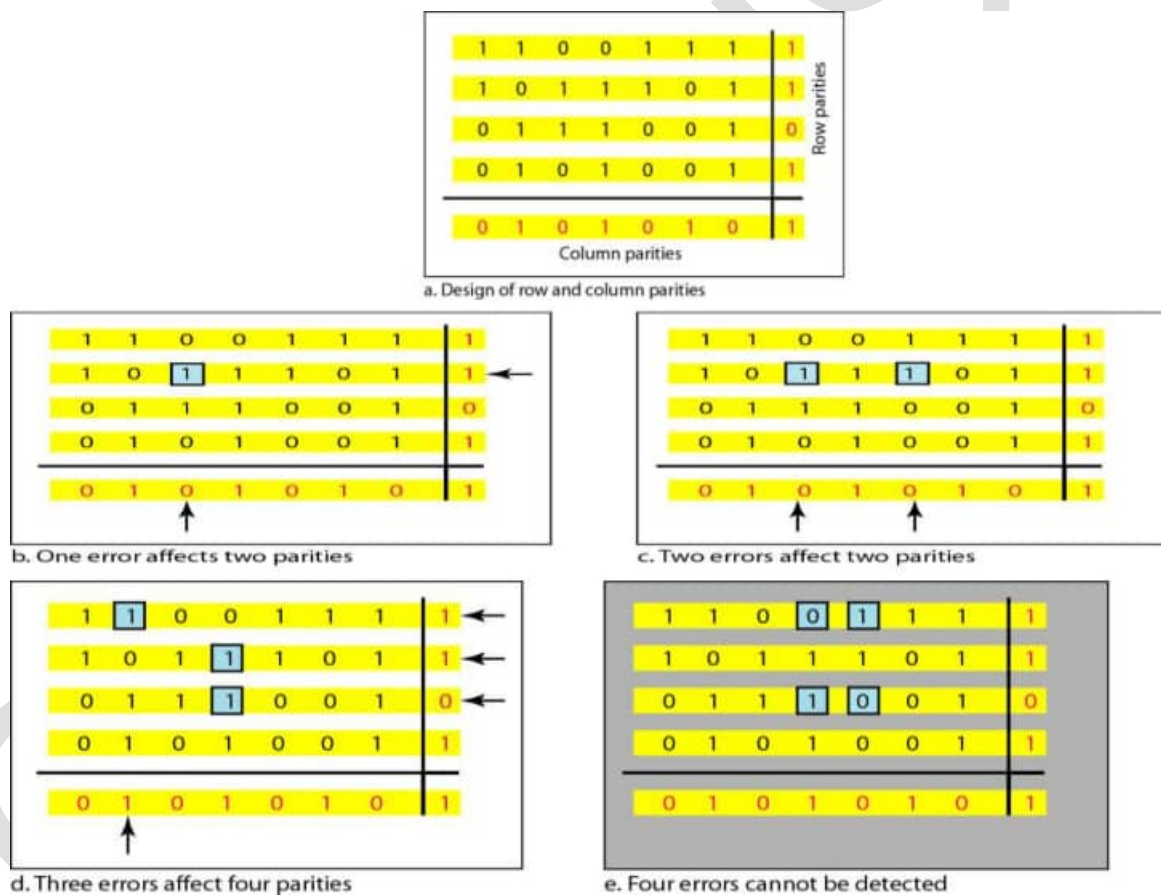 1 1 0 0 1 1 1 1
1 0 1 1 1 0 1 1
0 1 1 1 0 0 1 0
0 1 0 1 0 0 1 1
0 1 0 1 0 1 0 1
Row parities
Column parities
a. Design of row and column parities
1 1 0 0 1 1 1 1
1 0 1 1 1 0 1 1
0 1 1 1 0 0 1 0
0 1 0 1 0 0 1 1
0 1 0 1 0 1 0 1
b. One error affects two parities
1 1 0 0 1 1 1 1
1 0 1 1 1 0 1 1
0 1 1 1 0 0 1 0
0 1 0 1 0 0 1 1
0 1 0 1 0 1 0 1
c. Two errors affect two parities
1 1 0 0 1 1 1 1
1 0 1 1 1 0 1 1
0 1 1 1 0 0 1 0
0 1 0 1 0 0 1 1
0 1 0 1 0 1 0 1
d. Three errors affect four parities
1 1 0 0 1 1 1 1
1 0 1 1 1 0 1 1
0 1 1 1 0 0 1 0
0 1 0 1 0 0 1 1
0 1 0 1 0 1 0 1
e. Four errors cannot be detected